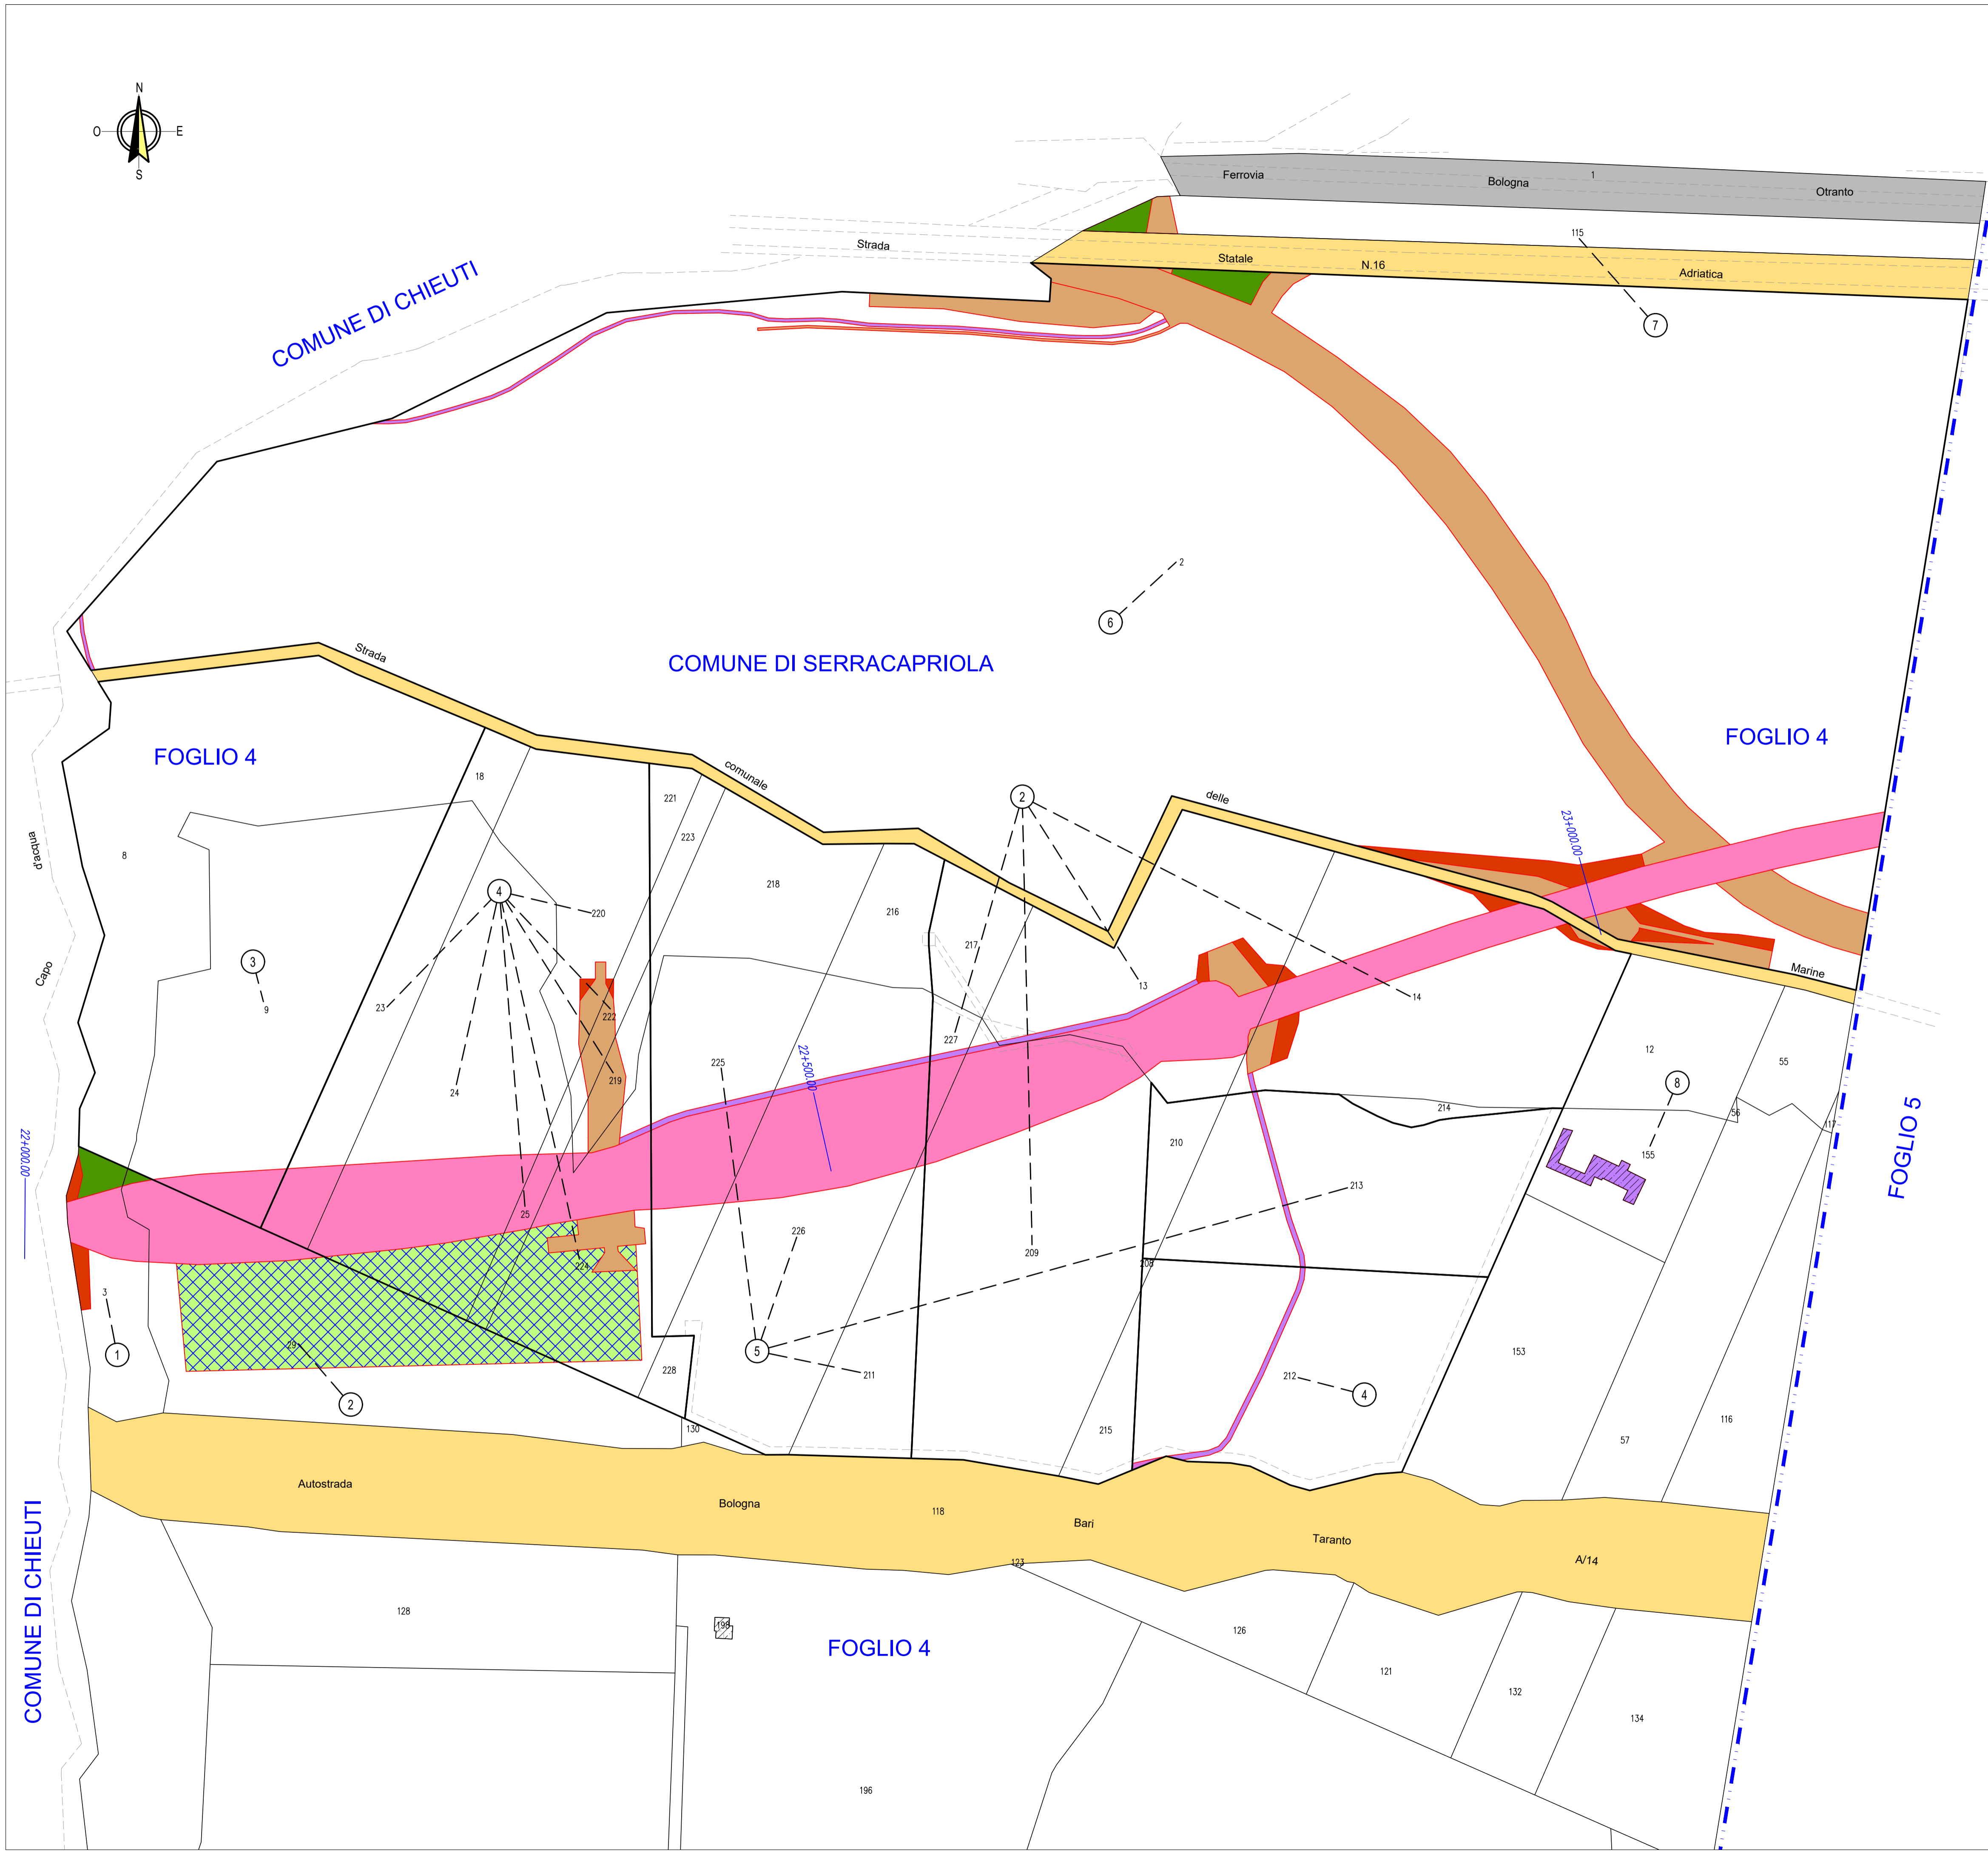 N
O
E
S
Ferrovia
Bologna
1
Otranto
115
Strada
Statale
N.16
Adriatica
7
COMUNE DI CHIEUTI
2
6
Strada
COMUNE DI SERRACAPRIOLA
FOGLIO 4
FOGLIO 4
18
comunale
221
223
2
delle
23+000.00
d'acqua
8
4
218
220
216
217
Capo
3
9
23
222
13
14
Marine
227
12
24
219
225
22+500.00
55
8
22+000.00
214
56
117
210
155
FOGLIO 5
25
213
226
209
208
224
3
29
1
5
228
211
212
4
153
2
130
215
57
116
Autostrada
Bologna
118
Bari
Taranto
A/14
COMUNE DI CHIEUTI
123
128
198
126
FOGLIO 4
121
132
134
196